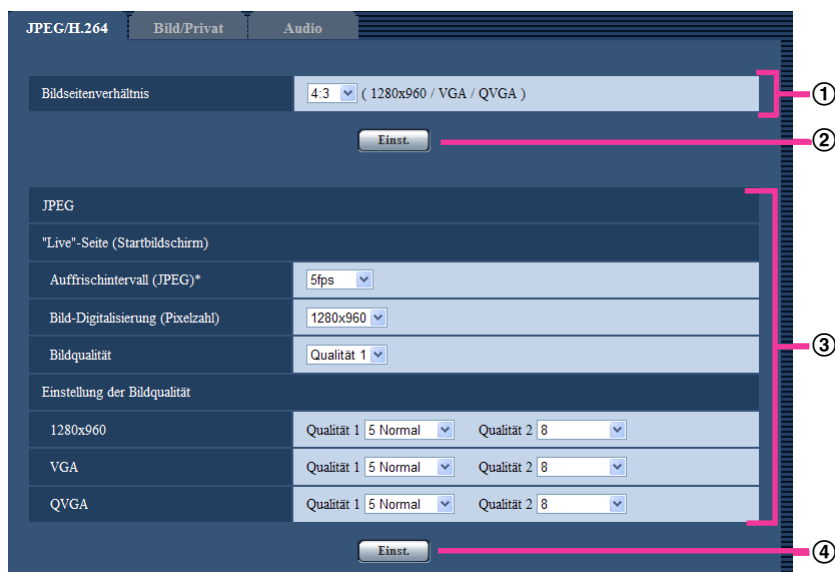 JPEG/H.264 Bild/Privat Audio
Bildseitenverhältnis 4:3 ( 1280x960 / VGA / QVGA ) ①
Einst. ②
JPEG
"Live"-Seite (Startbildschirm)
Auffrischintervall (JPEG)* 5fps
Bild-Digitalisierung (Pixelzahl) 1280x960
Bildqualität Qualität 1 ③
Einstellung der Bildqualität
1280x960 Qualität 1 5 Normal Qualität 2 8
VGA Qualität 1 5 Normal Qualität 2 8
QVGA Qualität 1 5 Normal Qualität 2 8
Einst. ④